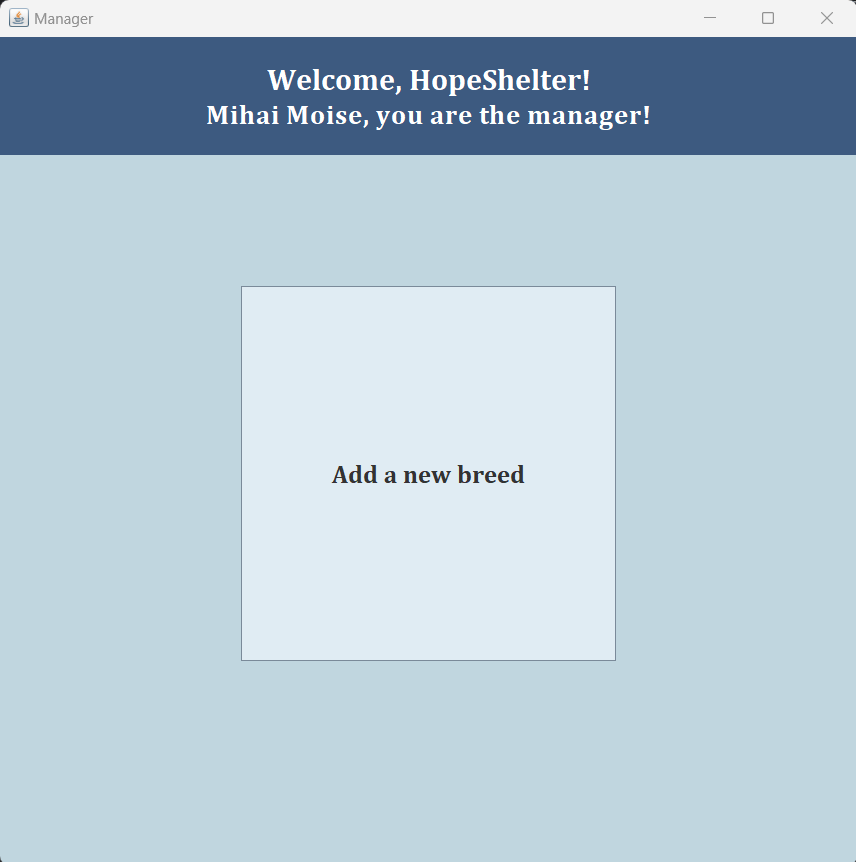 Manager
Welcome, HopeShelter!
Mihai Moise, you are the manager!
Add a new breed